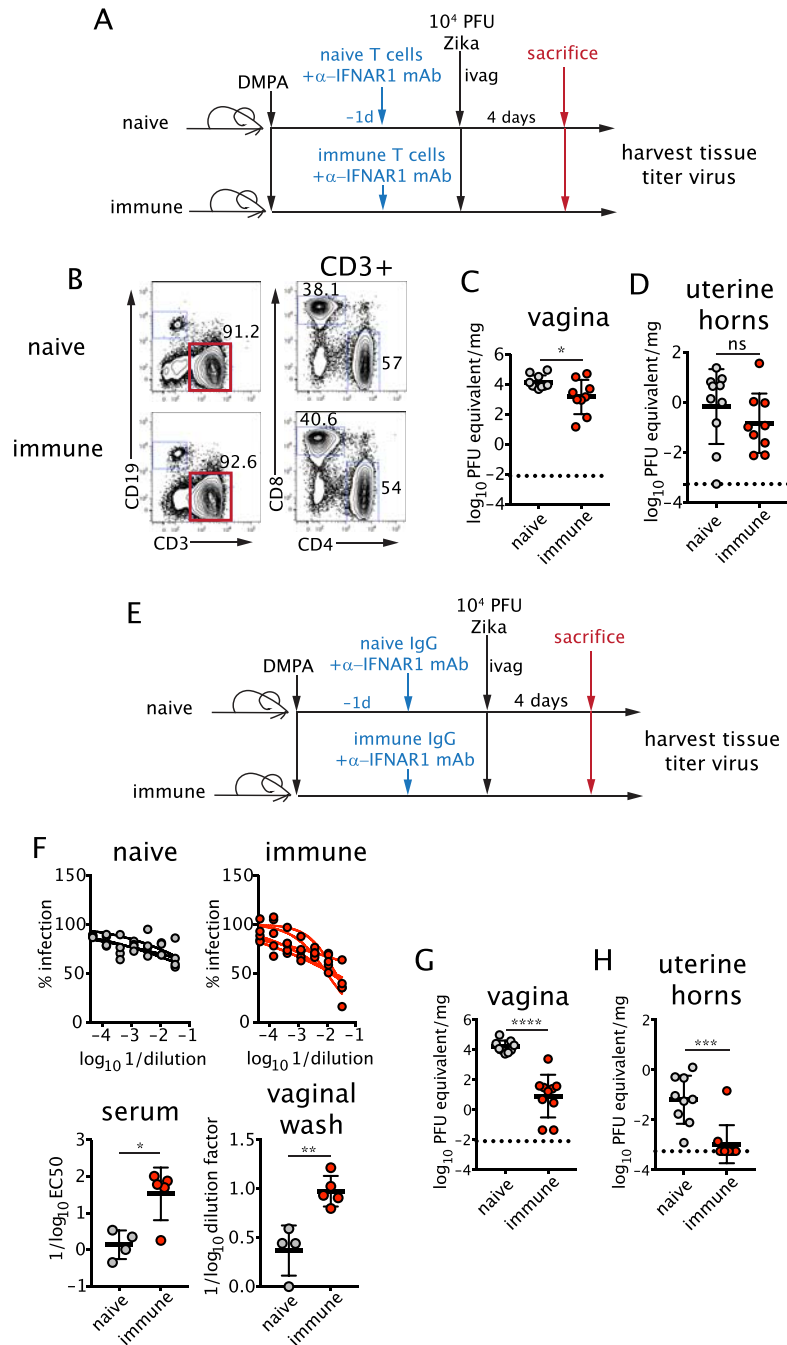 A
10⁴ PFU
Zika
naive T cells
+α−IFNAR1 mAb
sacrifice
DMPA
ivag
−1d
4 days
naive
immune T cells
+α−IFNAR1 mAb
harvest tissue
titer virus
immune
B
CD3+
naive
91.2
38.1
57
immune
92.6
40.6
54
CD19
CD3
CD8
CD4
C
vagina
*
log₁₀ PFU equivalent/mg
6
4
2
0
−2
−4
naive
immune
D
uterine
horns
ns
log₁₀ PFU equivalent/mg
2
0
−2
−4
naive
immune
E
10⁴ PFU
Zika
naive IgG
+α−IFNAR1 mAb
sacrifice
DMPA
ivag
−1d
4 days
naive
immune IgG
+α−IFNAR1 mAb
harvest tissue
titer virus
immune
F
naive
% infection
150
100
50
0
−4 −3 −2 −1
log₁₀ 1/dilution
immune
% infection
150
100
50
0
−4 −3 −2 −1
log₁₀ 1/dilution
serum
*
1/log₁₀ EC50
3
2
1
0
−1
naive
immune
vaginal
wash
**
1/log₁₀ dilution factor
1.5
1.0
0.5
0.0
naive
immune
G
vagina
****
log₁₀ PFU equivalent/mg
6
4
2
0
−2
−4
naive
immune
H
uterine
horns
***
log₁₀ PFU equivalent/mg
2
0
−2
−4
naive
immune